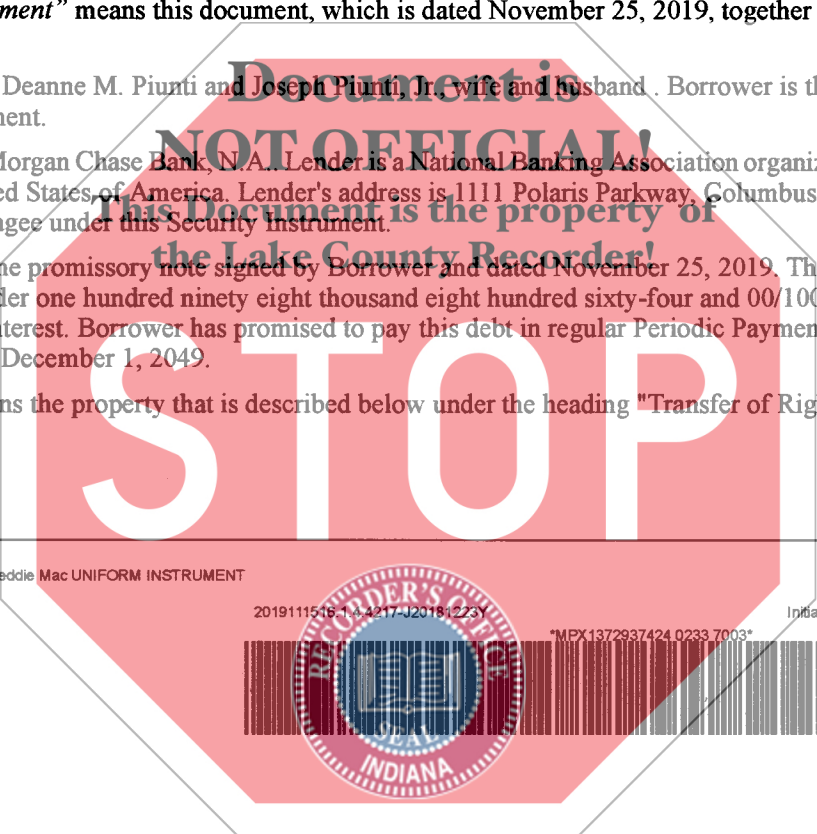 ment” means this document, which is dated November 25, 2019, together
Document is
Deanne M. Piunti and Joseph Piunti, Jr., wife and husband . Borrower is th
nent.
NOT OFFICIAL!
Morgan Chase Bank, N.A.. Lender is a National Banking Association organiz
ed States of America. Lender's address is 1111 Polaris Parkway, Columbus
This Document is the property of
agee under this Security Instrument.
the Lake County Recorder!
ne promissory note signed by Borrower and dated November 25, 2019. Th
der one hundred ninety eight thousand eight hundred sixty-four and 00/100
nterest. Borrower has promised to pay this debt in regular Periodic Paymen
December 1, 2049.
ns the property that is described below under the heading "Transfer of Rig
STOP
eddie Mac UNIFORM INSTRUMENT
2019111516.1.4.4217-J20181223Y
Initia
*MPX1372937424 0233 7003*
RECORDER'S OFFICE
SEAL
INDIANA